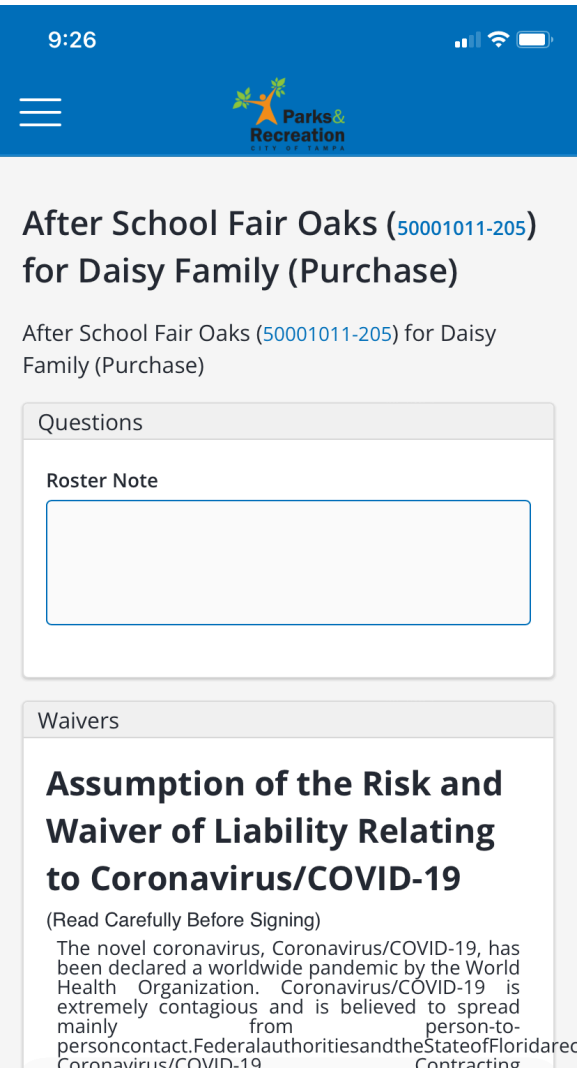 9:26
Parks&
Recreation
CITY OF TAMPA
After School Fair Oaks (50001011-205)
for Daisy Family (Purchase)
After School Fair Oaks (50001011-205) for Daisy
Family (Purchase)
Questions
Roster Note
Waivers
Assumption of the Risk and
Waiver of Liability Relating
to Coronavirus/COVID-19
(Read Carefully Before Signing)
The novel coronavirus, Coronavirus/COVID-19, has
been declared a worldwide pandemic by the World
Health Organization. Coronavirus/COVID-19 is
extremely contagious and is believed to spread
mainly from person-to-
personcontact.FederalauthoritiesandtheStateofFloridarec
Coronavirus/COVID-19. Contracting